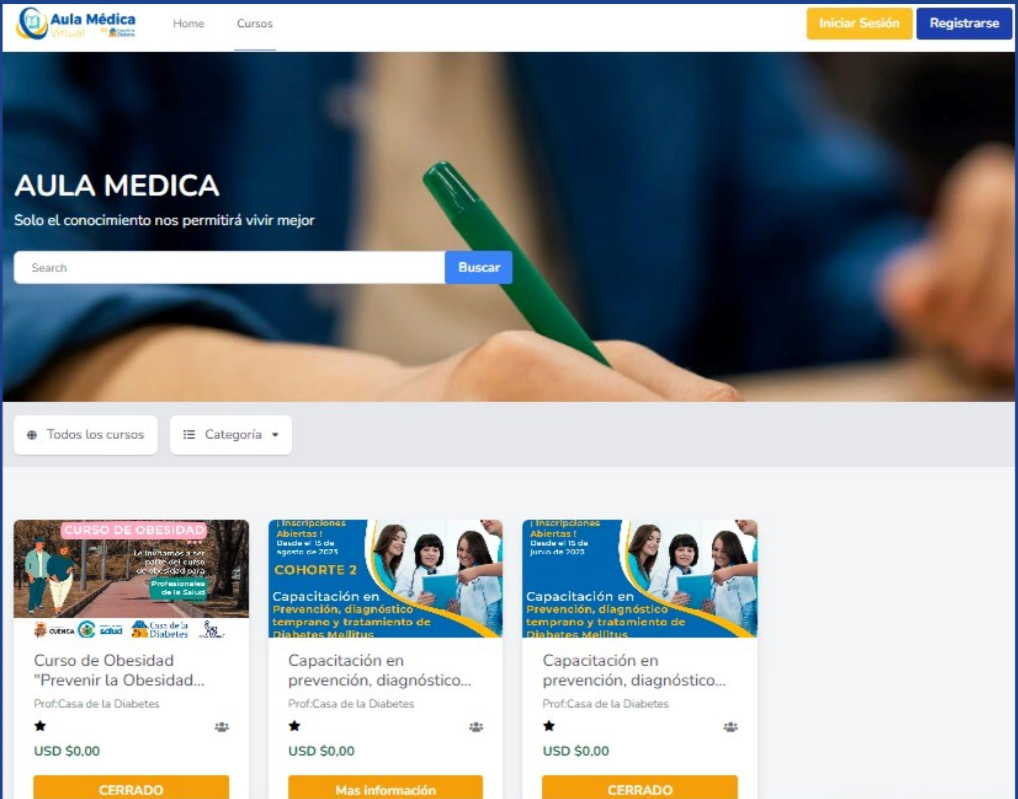 Aula Médica
Virtual
Casa de la
Diabetes
Home
Cursos
Iniciar Sesión
Registrarse
AULA MEDICA
Solo el conocimiento nos permitirá vivir mejor
Search
Buscar
Todos los cursos
Categoría
CURSO DE OBESIDAD
Le invitamos a ser
parte del curso
de obesidad para
Profesionales
de la Salud
CUENCA
salud
Casa de la
Diabetes
Curso de Obesidad
"Prevenir la Obesidad...
Prof:Casa de la Diabetes
USD $0,00
CERRADO
¡ Inscripciones
Abiertas !
Desde el 15 de
agosto de 2023
COHORTE 2
Capacitación en
Prevención, diagnóstico
temprano y tratamiento de
Diabetes Mellitus
Capacitación en
prevención, diagnóstico...
Prof:Casa de la Diabetes
USD $0,00
Mas información
¡ Inscripciones
Abiertas !
Desde el 15 de
junio de 2023
Capacitación en
Prevención, diagnóstico
temprano y tratamiento de
Diabetes Mellitus
Capacitación en
prevención, diagnóstico...
Prof:Casa de la Diabetes
USD $0,00
CERRADO